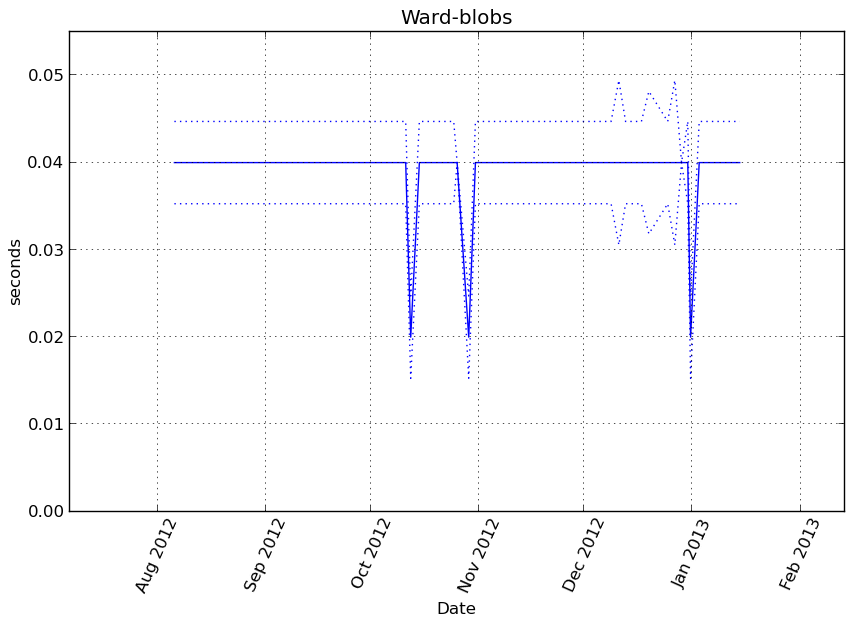 Ward-blobs
0.05
0.04
0.03
0.02
0.01
0.00
seconds
Aug 2012
Sep 2012
Oct 2012
Nov 2012
Dec 2012
Jan 2013
Feb 2013
Date